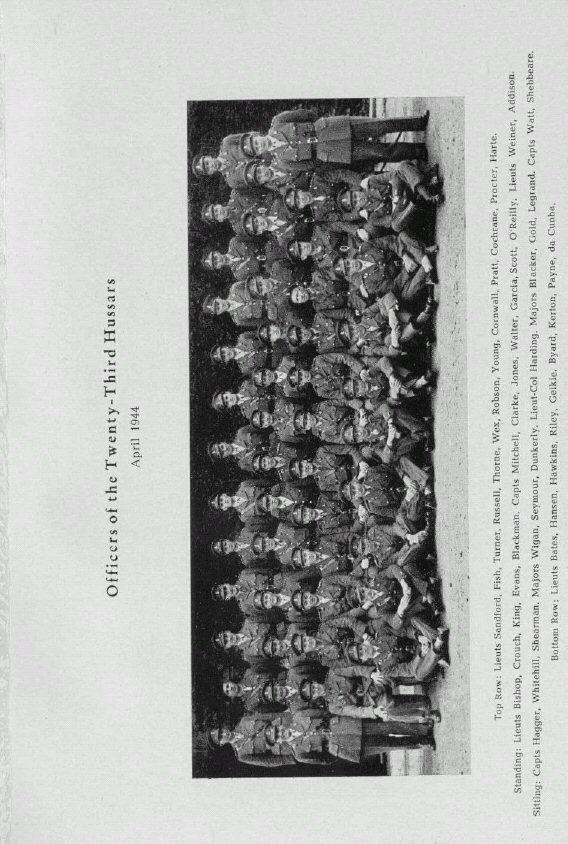 Officers of the Twenty-Third Hussars
April 1944
Top Row: Lieuts Sandford, Fish, Turner, Russell, Thorne, Wex, Robson, Young, Cornwall, Pratt, Cochrane, Procter, Harte.
Standing: Lieuts Bishop, Crouch, King, Evans, Blackman. Capts Mitchell, Clarke, Jones, Walter, Garcia, Scott, O'Reilly, Lieuts Weiner, Addison.
Sitting: Capts Hagger, Whitehill, Shearman, Majors Wigan, Seymour, Dunkerly, Lieut-Col Harding. Majors Blacker, Gold, Legrand. Capts Watt, Shebbeare.
Bottom Row: Lieuts Bates, Hansen, Hawkins, Riley, Geikie, Byard, Kerton, Payne, da Cunha.